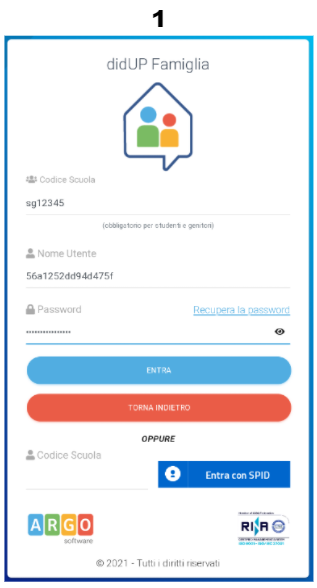 1
didUP Famiglia
Codice Scuola
sg12345
(obbligatorio per studenti e genitori)
Nome Utente
56a1252dd94d475f
Password
Recupera la password
ENTRA
TORNA INDIETRO
OPPURE
Codice Scuola
Entra con SPID
ARGO
software
RINA
© 2021 - Tutti i diritti riservati